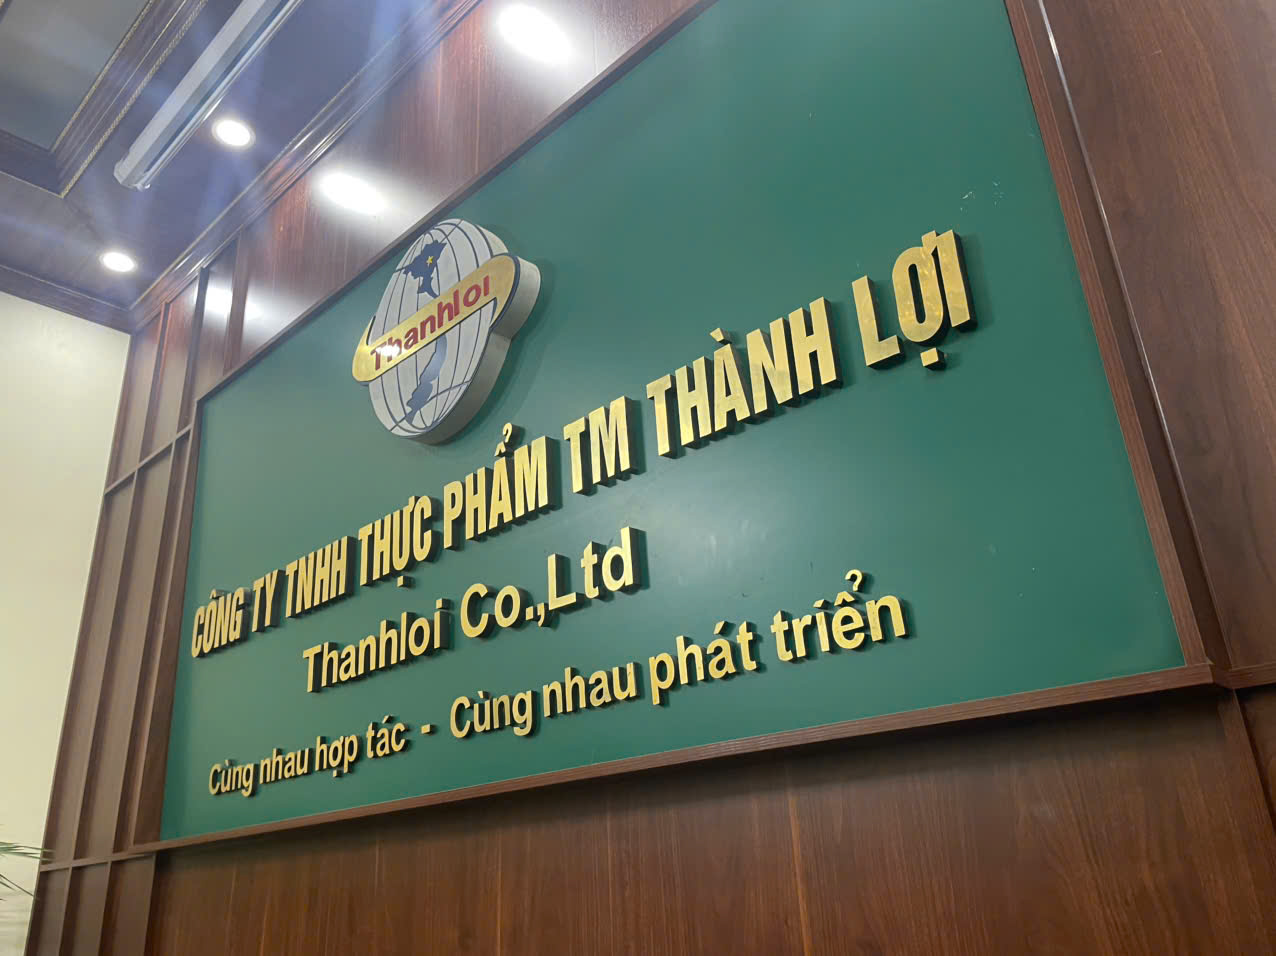 Thanhloi
CÔNG TY TNHH THỰC PHẨM TM THÀNH LỢI
Thanhloi Co.,Ltd
Cùng nhau hợp tác - Cùng nhau phát triển